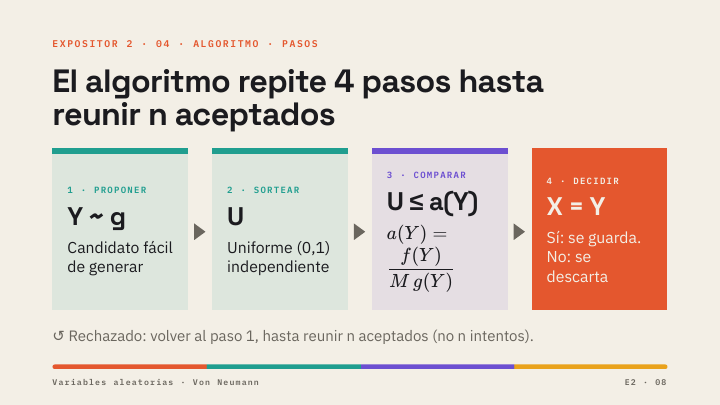 EXPOSITOR 2 · 04 · ALGORITMO · PASOS
El algoritmo repite 4 pasos hasta
reunir n aceptados
1 · PROPONER
Y ~ g
Candidato fácil
de generar
2 · SORTEAR
U
Uniforme (0,1)
independiente
3 · COMPARAR
U ≤ a(Y)
a(Y) =
f(Y)
M g(Y)
4 · DECIDIR
X = Y
Sí: se guarda.
No: se
descarta
↺ Rechazado: volver al paso 1, hasta reunir n aceptados (no n intentos).
Variables aleatorias · Von Neumann
E2 · 08